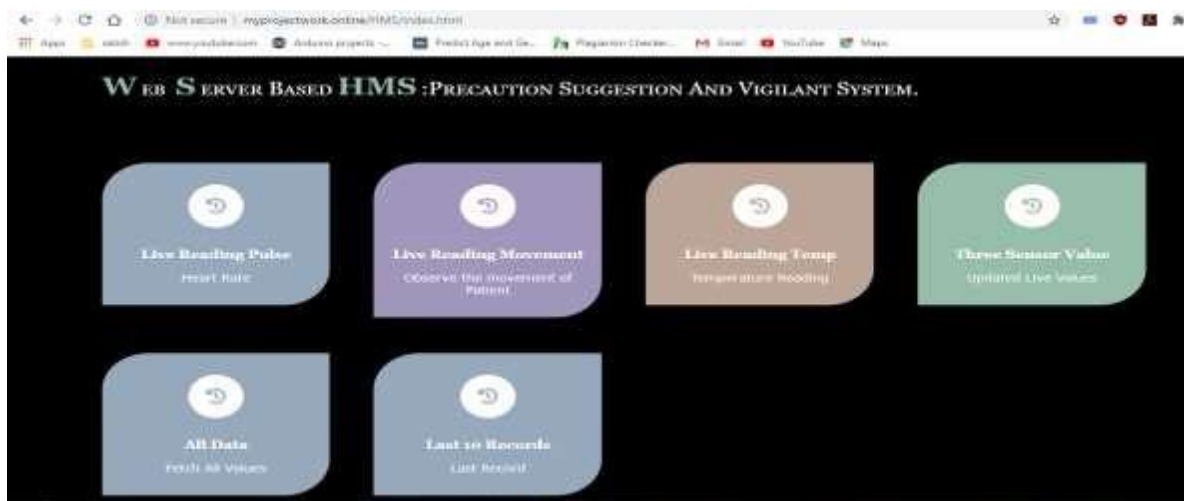 Not secure | myprojectwork.online/HMS/index.html
Apps www.youtube.com Arduino projects Predict Age and Ge... Plagiarism Checker... Gmail YouTube Maps
WEB SERVER BASED HMS :PRECAUTION SUGGESTION AND VIGILANT SYSTEM.
Live Reading Pulse
Heart Rate
Live Reading Movement
Observe the movement of
Patient
Live Reading Temp
Temperature Reading
Three Sensor Value
Updated Live Values
All Data
Fetch All Values
Last 10 Records
Last Record